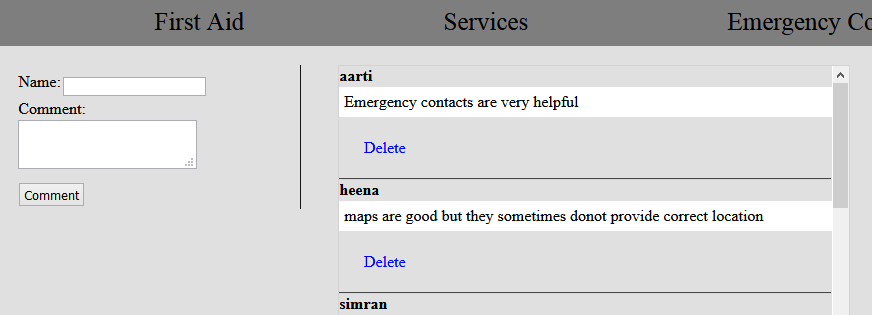 First Aid Services Emergency Co
Name:
Comment:
Comment
aarti
Emergency contacts are very helpful
Delete
heena
maps are good but they sometimes donot provide correct location
Delete
simran